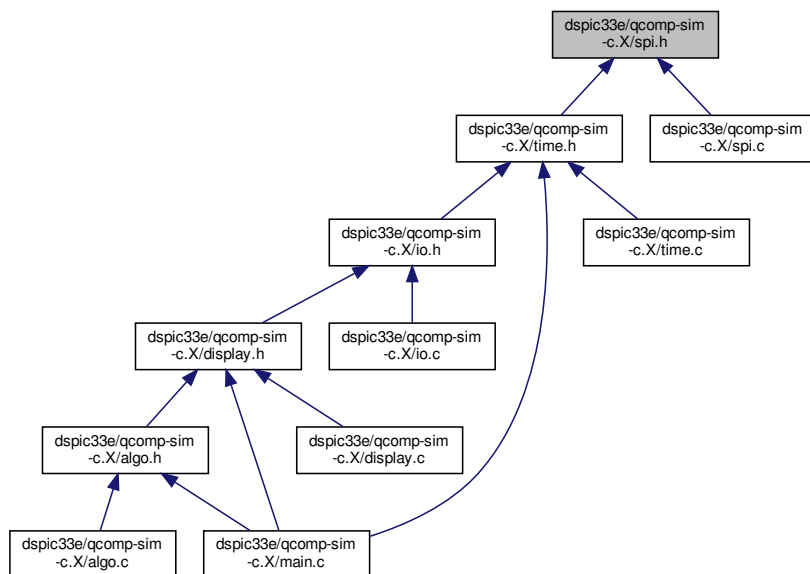 dspic33e/qcomp-sim
-c.X/spi.h
dspic33e/qcomp-sim
-c.X/time.h
dspic33e/qcomp-sim
-c.X/spi.c
dspic33e/qcomp-sim
-c.X/io.h
dspic33e/qcomp-sim
-c.X/time.c
dspic33e/qcomp-sim
-c.X/display.h
dspic33e/qcomp-sim
-c.X/io.c
dspic33e/qcomp-sim
-c.X/algo.h
dspic33e/qcomp-sim
-c.X/display.c
dspic33e/qcomp-sim
-c.X/algo.c
dspic33e/qcomp-sim
-c.X/main.c